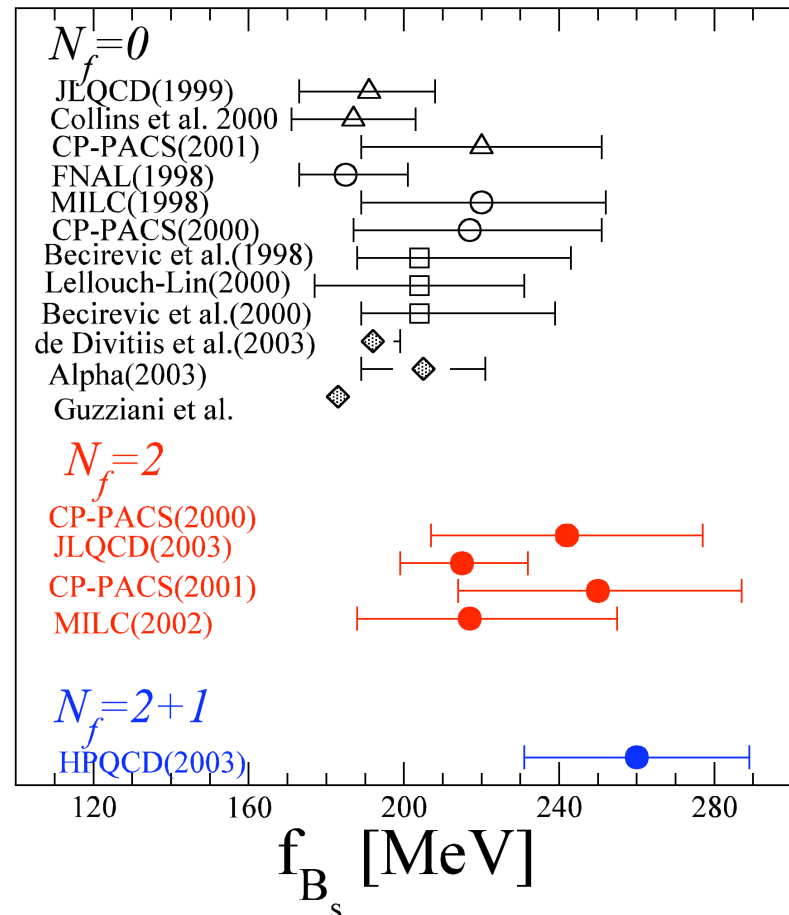 N_f=0
JLQCD(1999)
Collins et al. 2000
CP-PACS(2001)
FNAL(1998)
MILC(1998)
CP-PACS(2000)
Becirevic et al.(1998)
Lellouch-Lin(2000)
Becirevic et al.(2000)
de Divitiis et al.(2003)
Alpha(2003)
Guzziani et al.
N_f=2
CP-PACS(2000)
JLQCD(2003)
CP-PACS(2001)
MILC(2002)
N_f=2+1
HPQCD(2003)
120 160 200 240 280
f_{B_s} [MeV]